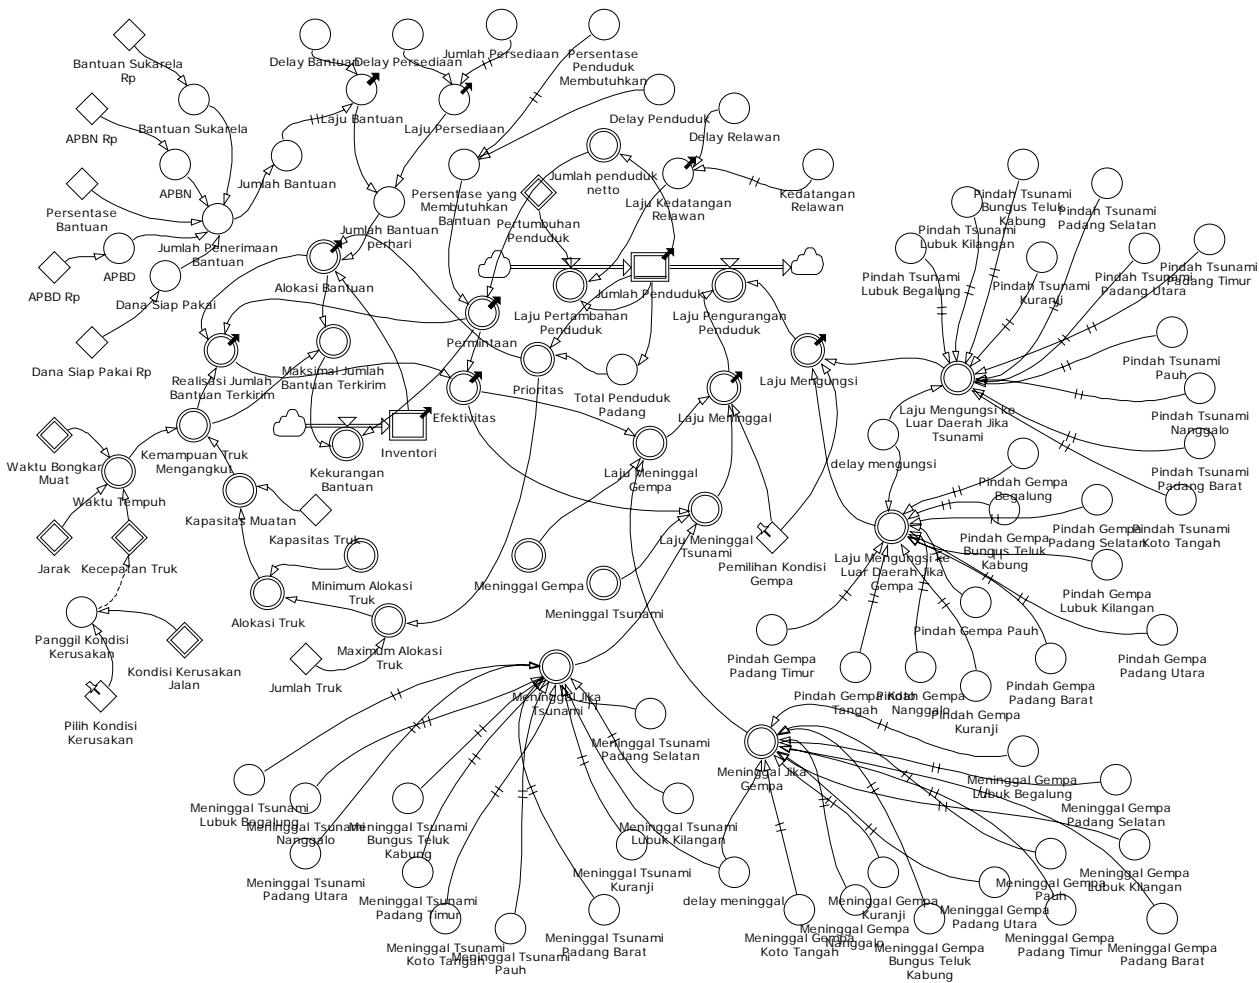 Bantuan Sukarela
Rp
Delay Bantuan
Delay Persediaan
Jumlah Persediaan
Persentase
Penduduk
Membutuhkan
APBN Rp
Bantuan Sukarela
Laju Bantuan
Laju Persediaan
Delay Penduduk
Delay Relawan
APBN
Jumlah Bantuan
Persentase yang
Membutuhkan
Bantuan
Jumlah penduduk
netto
Laju Kedatangan
Relawan
Kedatangan
Relawan
Persentase
Bantuan
Jumlah Penerimaan
Bantuan
Jumlah Bantuan
perhari
Pertumbuhan
Penduduk
APBD Rp
APBD
Dana Siap Pakai
Alokasi Bantuan
Jumlah Penduduk
Laju Pertambahan
Penduduk
Laju Pengurangan
Penduduk
Dana Siap Pakai Rp
Permintaan
Realisasi Jumlah
Bantuan Terkirim
Maksimal Jumlah
Bantuan Terkirim
Prioritas
Total Penduduk
Padang
Laju Mengungsi
Efektivitas
Laju Meninggal
Inventori
Kekurangan
Bantuan
Kemampuan Truk
Mengangkut
Waktu Bongkar
Muat
Waktu Tempuh
Kapasitas Muatan
Kapasitas Truk
Laju Meninggal
Gempa
Laju Meninggal
Tsunami
Pemilihan Kondisi
Gempa
Jarak
Kecepatan Truk
Minimum Alokasi
Truk
Alokasi Truk
Maximum Alokasi
Truk
Jumlah Truk
Meninggal Gempa
Meninggal Tsunami
Panggil Kondisi
Kerusakan
Kondisi Kerusakan
Jalan
Pilih Kondisi
Kerusakan
Pindah Tsunami
Bungus Teluk
Kabung
Pindah Tsunami
Padang Selatan
Pindah Tsunami
Lubuk Kilangan
Pindah Tsunami
Lubuk Begalung
Pindah Tsunami
Kuranji
Pindah Tsunami
Padang Utara
Pindah Tsunami
Padang Timur
Pindah Tsunami
Pauh
Pindah Tsunami
Nanggalo
Pindah Tsunami
Padang Barat
Pindah Tsunami
Koto Tangah
Laju Mengungsi ke
Luar Daerah Jika
Tsunami
delay mengungsi
Pindah Gempa
Begalung
Pindah Gempa
Bungus Teluk
Kabung
Pindah Gempa
Padang Selatan
Laju Mengungsi ke
Luar Daerah Jika
Gempa
Pindah Gempa
Lubuk Kilangan
Pindah Gempa Pauh
Pindah Gempa
Padang Timur
Pindah Gempa Koto
Tangah
Pindah Gempa
Nanggalo
Pindah Gempa
Kuranji
Pindah Gempa
Padang Barat
Pindah Gempa
Padang Utara
Meninggal Jika
Tsunami
Meninggal Tsunami
Padang Selatan
Meninggal Tsunami
Lubuk Begalung
Meninggal Tsunami
Nanggalo
Meninggal Tsunami
Bungus Teluk
Kabung
Meninggal Tsunami
Lubuk Kilangan
Meninggal Tsunami
Padang Utara
Meninggal Tsunami
Padang Timur
Meninggal Tsunami
Kuranji
Meninggal Tsunami
Koto Tangah
Meninggal Tsunami
Pauh
Meninggal Tsunami
Padang Barat
delay meninggal
Meninggal Jika
Gempa
Meninggal Gempa
Lubuk Begalung
Meninggal Gempa
Padang Selatan
Meninggal Gempa
Lubuk Kilangan
Meninggal Gempa
Pauh
Meninggal Gempa
Kuranji
Meninggal Gempa
Padang Utara
Meninggal Gempa
Koto Tangah
Meninggal Gempa
Nanggalo
Meninggal Gempa
Bungus Teluk
Kabung
Meninggal Gempa
Padang Timur
Meninggal Gempa
Padang Barat